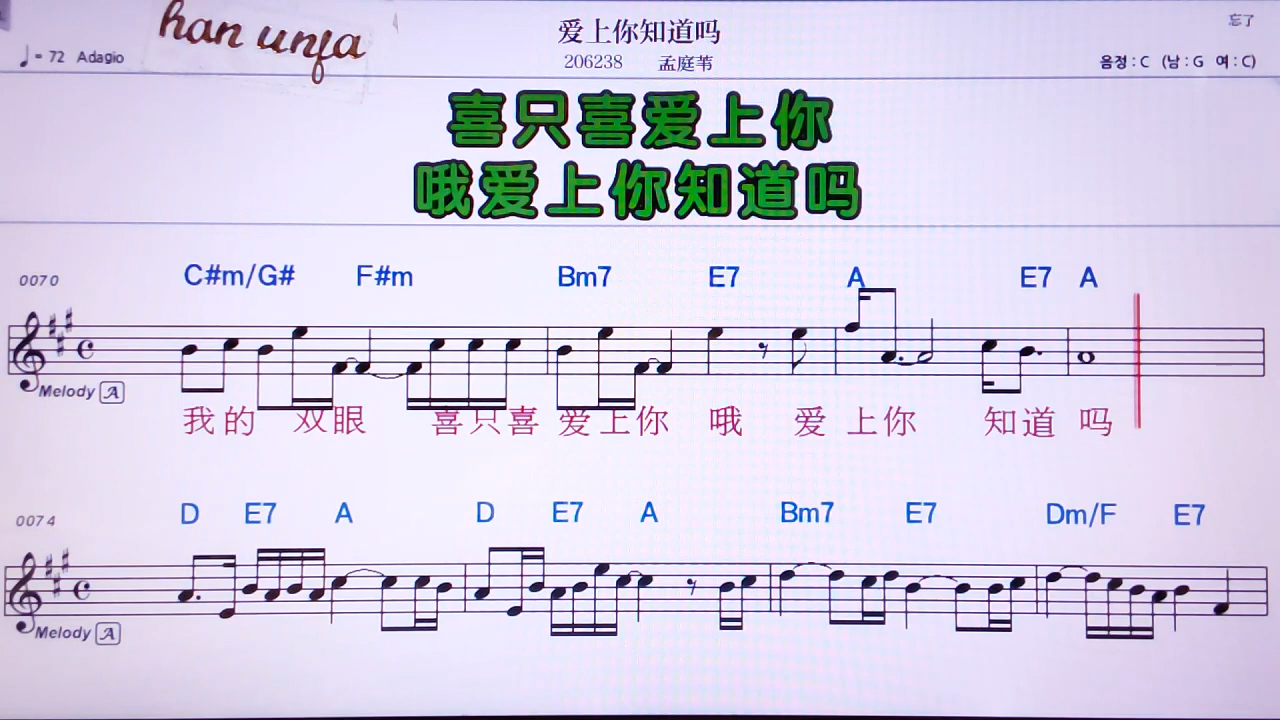 han unja
爱上你知道吗
忘了
♩= 72 Adagio
206238 孟庭苇
음정 : C (남 : G 여 : C)
喜只喜爱上你
哦爱上你知道吗
0070
C#m/G# F#m Bm7 E7 A E7 A
Melody A
我的 双眼 喜只喜 爱上你 哦 爱 上你 知道 吗
0074
D E7 A D E7 A Bm7 E7 Dm/F E7
Melody A